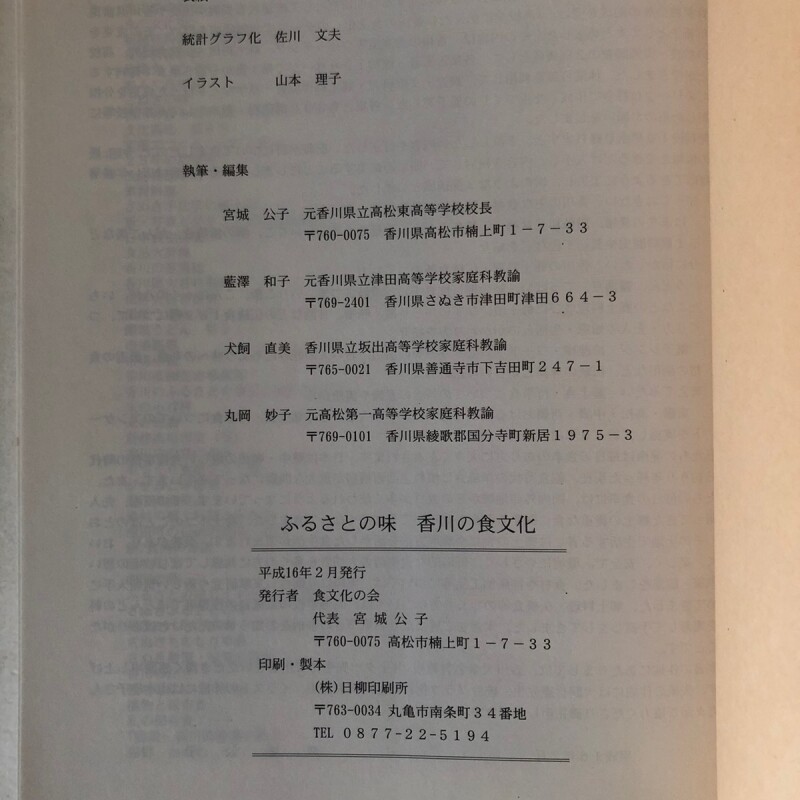 統計グラフ化 佐川 文夫
イラスト 山本 理子
執筆・編集
宮城 公子 元香川県立高松東高等学校校長
〒760-0075 香川県高松市楠上町1-7-33
藍澤 和子 元香川県立津田高等学校家庭科教諭
〒769-2401 香川県さぬき市津田町津田664-3
犬飼 直美 香川県立坂出高等学校家庭科教諭
〒765-0021 香川県善通寺市下吉田町247-1
丸岡 妙子 元高松第一高等学校家庭科教諭
〒769-0101 香川県綾歌郡国分寺町新居1975-3
ふるさとの味 香川の食文化
平成16年2月発行
発行者 食文化の会
代表 宮城公子
〒760-0075 高松市楠上町1-7-33
印刷・製本
(株)日柳印刷所
〒763-0034 丸亀市南条町34番地
TEL 0877-22-5194